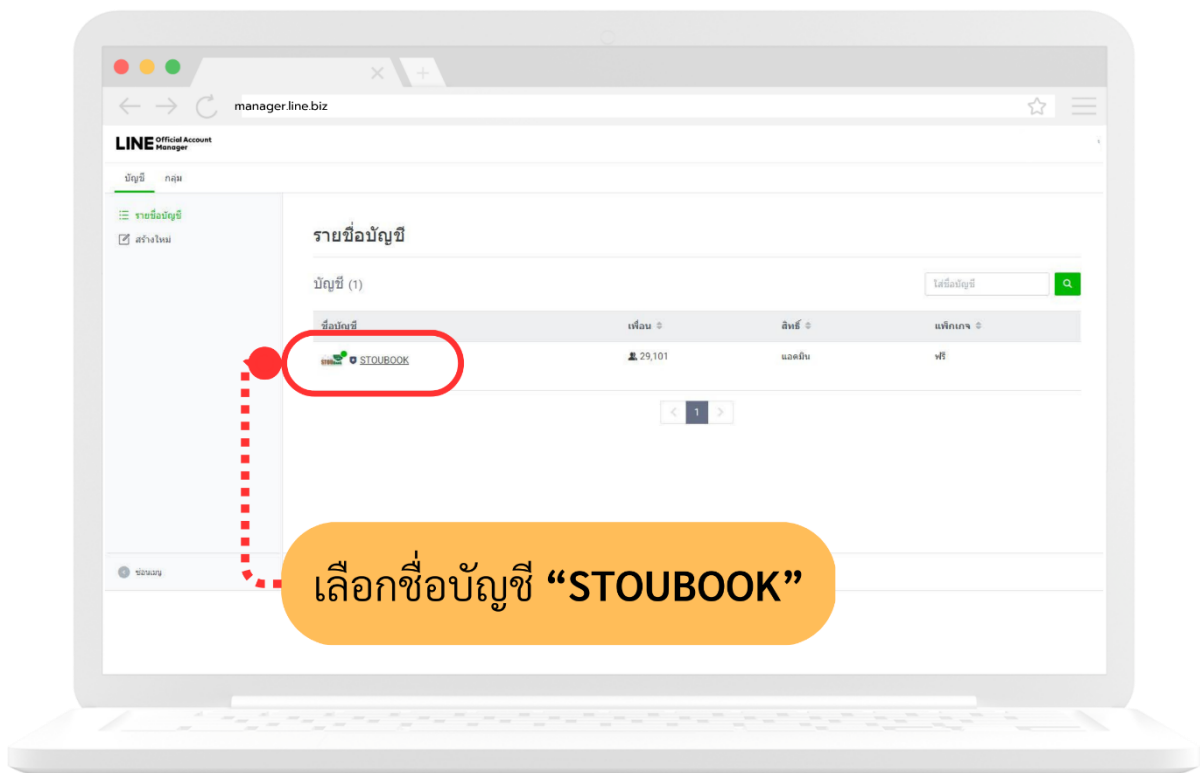 manager.line.biz
LINE Official Account Manager
บัญชี กลุ่ม
รายชื่อบัญชี
สร้างใหม่
รายชื่อบัญชี
บัญชี (1)
ใส่ชื่อบัญชี
ชื่อบัญชี เพื่อน สิทธิ์ แพ็กเกจ
STOUBOOK 29,101 แอดมิน ฟรี
1
ซ่อนเมนู
เลือกชื่อบัญชี “STOUBOOK”